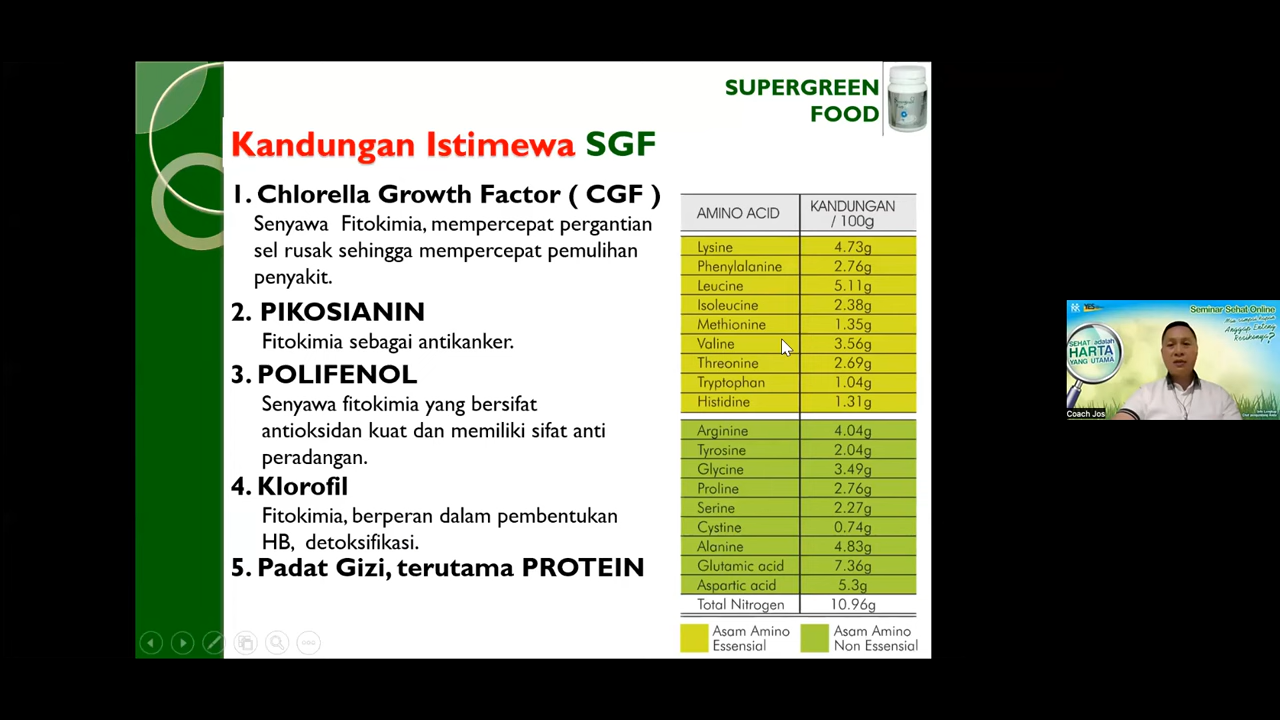 SUPERGREEN
FOOD
Kandungan Istimewa SGF
1. Chlorella Growth Factor ( CGF )
Senyawa Fitokimia, mempercepat pergantian
sel rusak sehingga mempercepat pemulihan
penyakit.
2. PIKOSIANIN
Fitokimia sebagai antikanker.
3. POLIFENOL
Senyawa fitokimia yang bersifat
antioksidan kuat dan memiliki sifat anti
peradangan.
4. Klorofil
Fitokimia, berperan dalam pembentukan
HB, detoksifikasi.
5. Padat Gizi, terutama PROTEIN
AMINO ACID KANDUNGAN / 100g
Lysine 4.73g
Phenylalanine 2.76g
Leucine 5.11g
Isoleucine 2.38g
Methionine 1.35g
Valine 3.56g
Threonine 2.69g
Tryptophan 1.04g
Histidine 1.31g
Arginine 4.04g
Tyrosine 2.04g
Glycine 3.49g
Proline 2.76g
Serine 2.27g
Cystine 0.74g
Alanine 4.83g
Glutamic acid 7.36g
Aspartic acid 5.3g
Total Nitrogen 10.96g
Asam Amino
Essensial
Asam Amino
Non Essensial
YES
Seminar Sehat Online
SEHAT adalah
HARTA
YANG UTAMA
Coach Jos